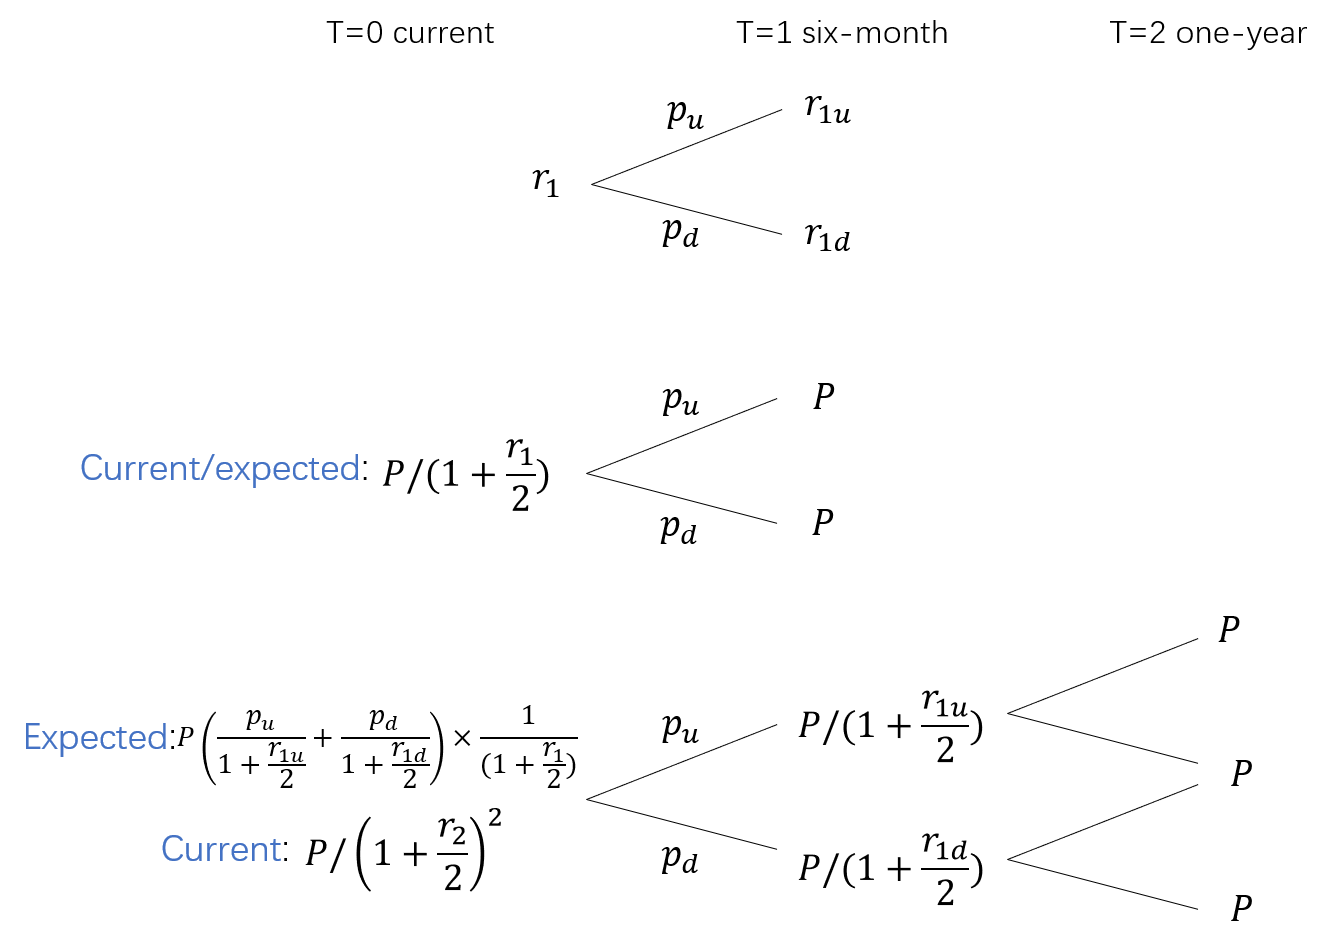 T=0 current T=1 six-month T=2 one-year
p_u r_{1u}
r_1
p_d r_{1d}
p_u P
Current/expected: P/(1 + \frac{r_1}{2})
p_d P
P
Expected: P\left(\frac{p_u}{1 + \frac{r_{1u}}{2}} + \frac{p_d}{1 + \frac{r_{1d}}{2}}\right) × \frac{1}{(1 + \frac{r_1}{2})} p_u P/(1 + \frac{r_{1u}}{2})
P
Current: P/\left(1 + \frac{r_2}{2}\right)^2 p_d P/(1 + \frac{r_{1d}}{2})
P